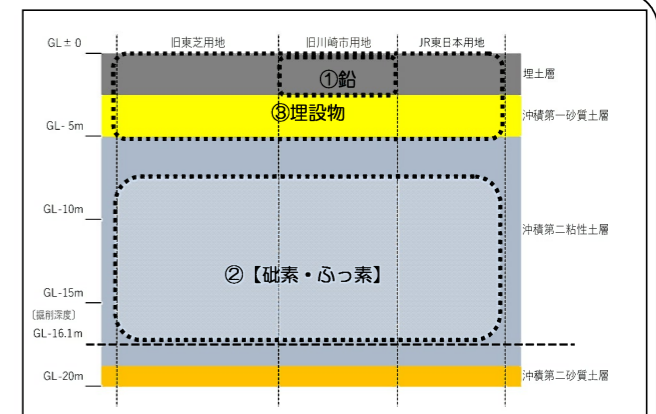 GL±0
旧東芝用地
旧川崎市用地
JR東日本用地
①鉛
埋土層
③埋設物
沖積第一砂質土層
GL- 5m
GL-10m
沖積第二粘性土層
②【砒素・ふっ素】
GL-15m
〔掘削深度〕
GL-16.1m
GL-20m
沖積第二砂質土層